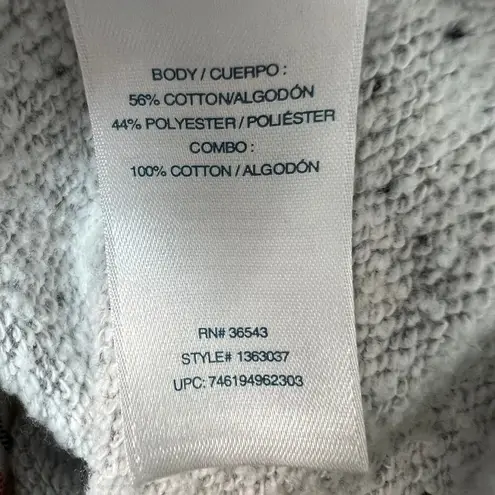 BODY / CUERPO :
56% COTTON/ALGODÓN
44% POLYESTER / POLIÉSTER
COMBO :
100% COTTON / ALGODÓN
RN# 36543
STYLE# 1363037
UPC: 746194962303